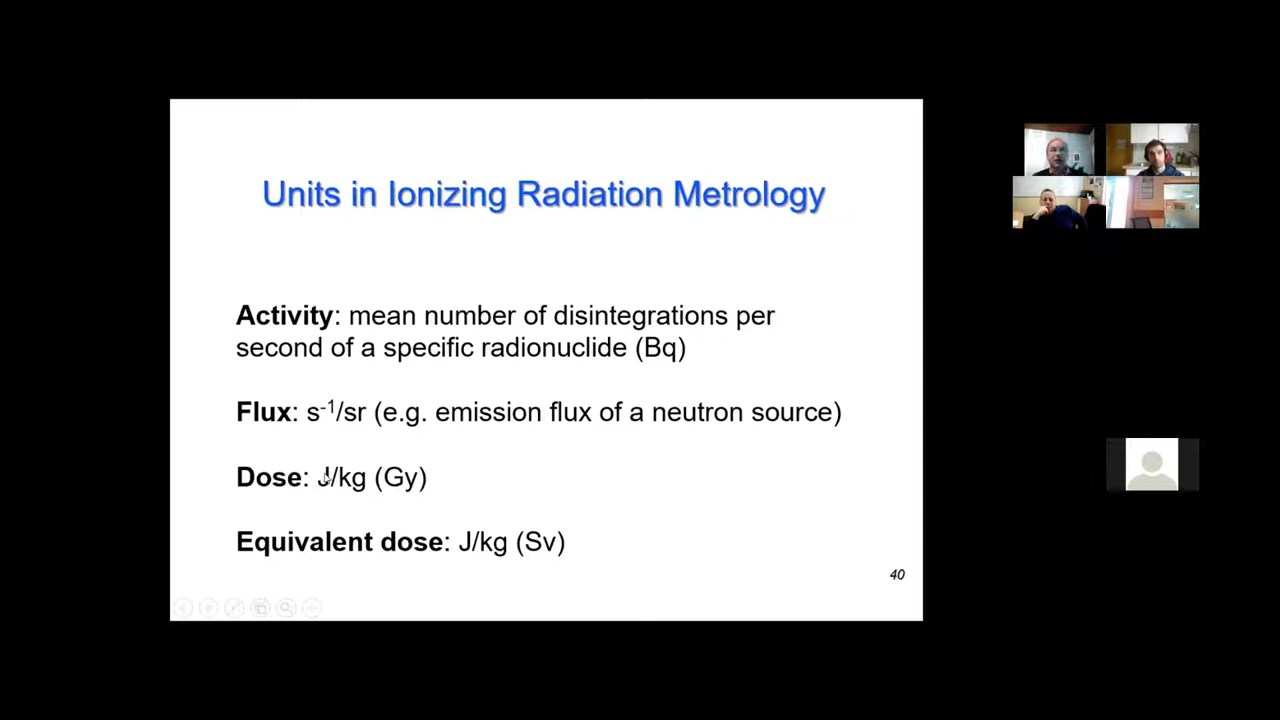 Units in Ionizing Radiation Metrology
Activity: mean number of disintegrations per
second of a specific radionuclide (Bq)
Flux: s⁻¹/sr (e.g. emission flux of a neutron source)
Dose: J/kg (Gy)
Equivalent dose: J/kg (Sv)
40